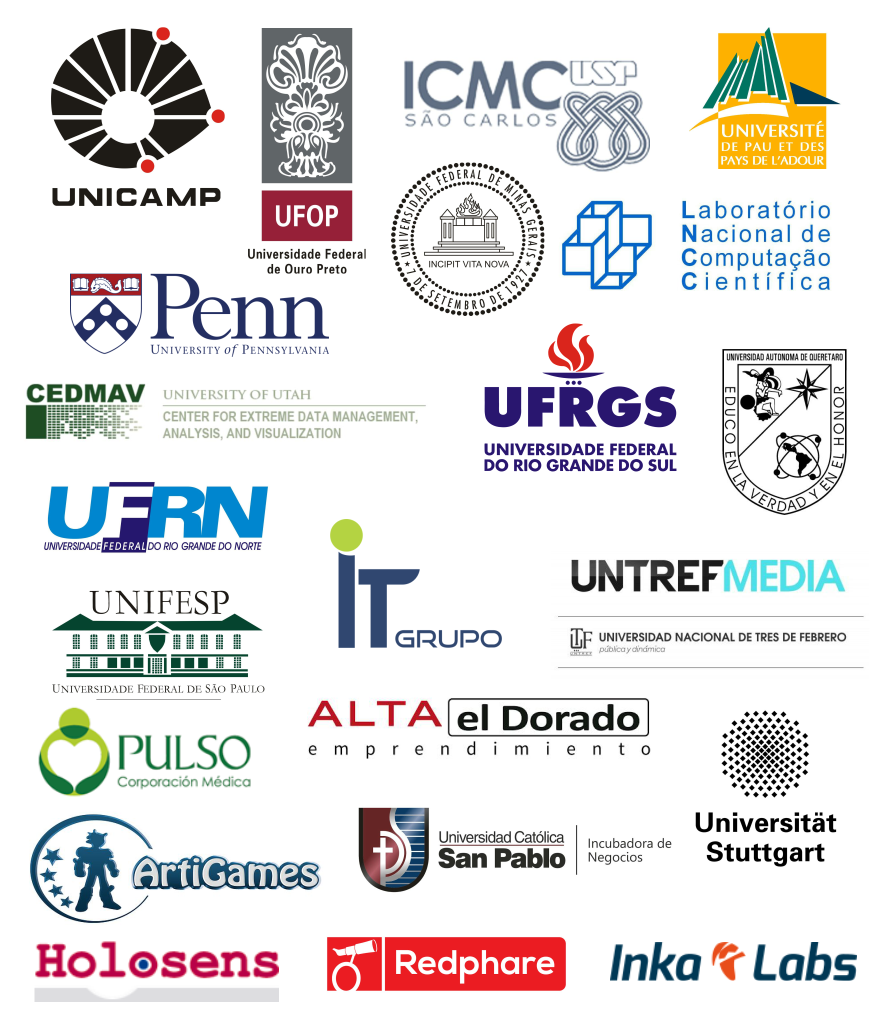 UNICAMP
UFOP
Universidade Federal
de Ouro Preto
ICMC USP
SÃO CARLOS
UNIVERSITÉ
DE PAU ET DES
PAYS DE L'ADOUR
UNIVERSIDADE FEDERAL DE MINAS GERAIS
INCIPIT VITA NOVA
7 DE SETEMBRO DE 1927
Laboratório
Nacional de
Computação
Científica
Penn
UNIVERSITY of PENNSYLVANIA
CEDMAV
UNIVERSITY OF UTAH
CENTER FOR EXTREME DATA MANAGEMENT,
ANALYSIS, AND VISUALIZATION
UFRGS
UNIVERSIDADE FEDERAL
DO RIO GRANDE DO SUL
UNIVERSIDAD AUTONOMA DE QUERETARO
EDUCO EN LA VERDAD Y EN EL HONOR
UFRN
UNIVERSIDADE FEDERAL DO RIO GRANDE DO NORTE
iT GRUPO
UNTREFMEDIA
UNIVERSIDAD NACIONAL DE TRES DE FEBRERO
pública y dinámica
UNIFESP
UNIVERSIDADE FEDERAL DE SÃO PAULO
PULSO
Corporación Médica
ALTA el Dorado
emprendimiento
Universität
Stuttgart
ArtiGames
Universidad Católica
San Pablo
Incubadora de
Negocios
Holosens
Redphare
Inka Labs